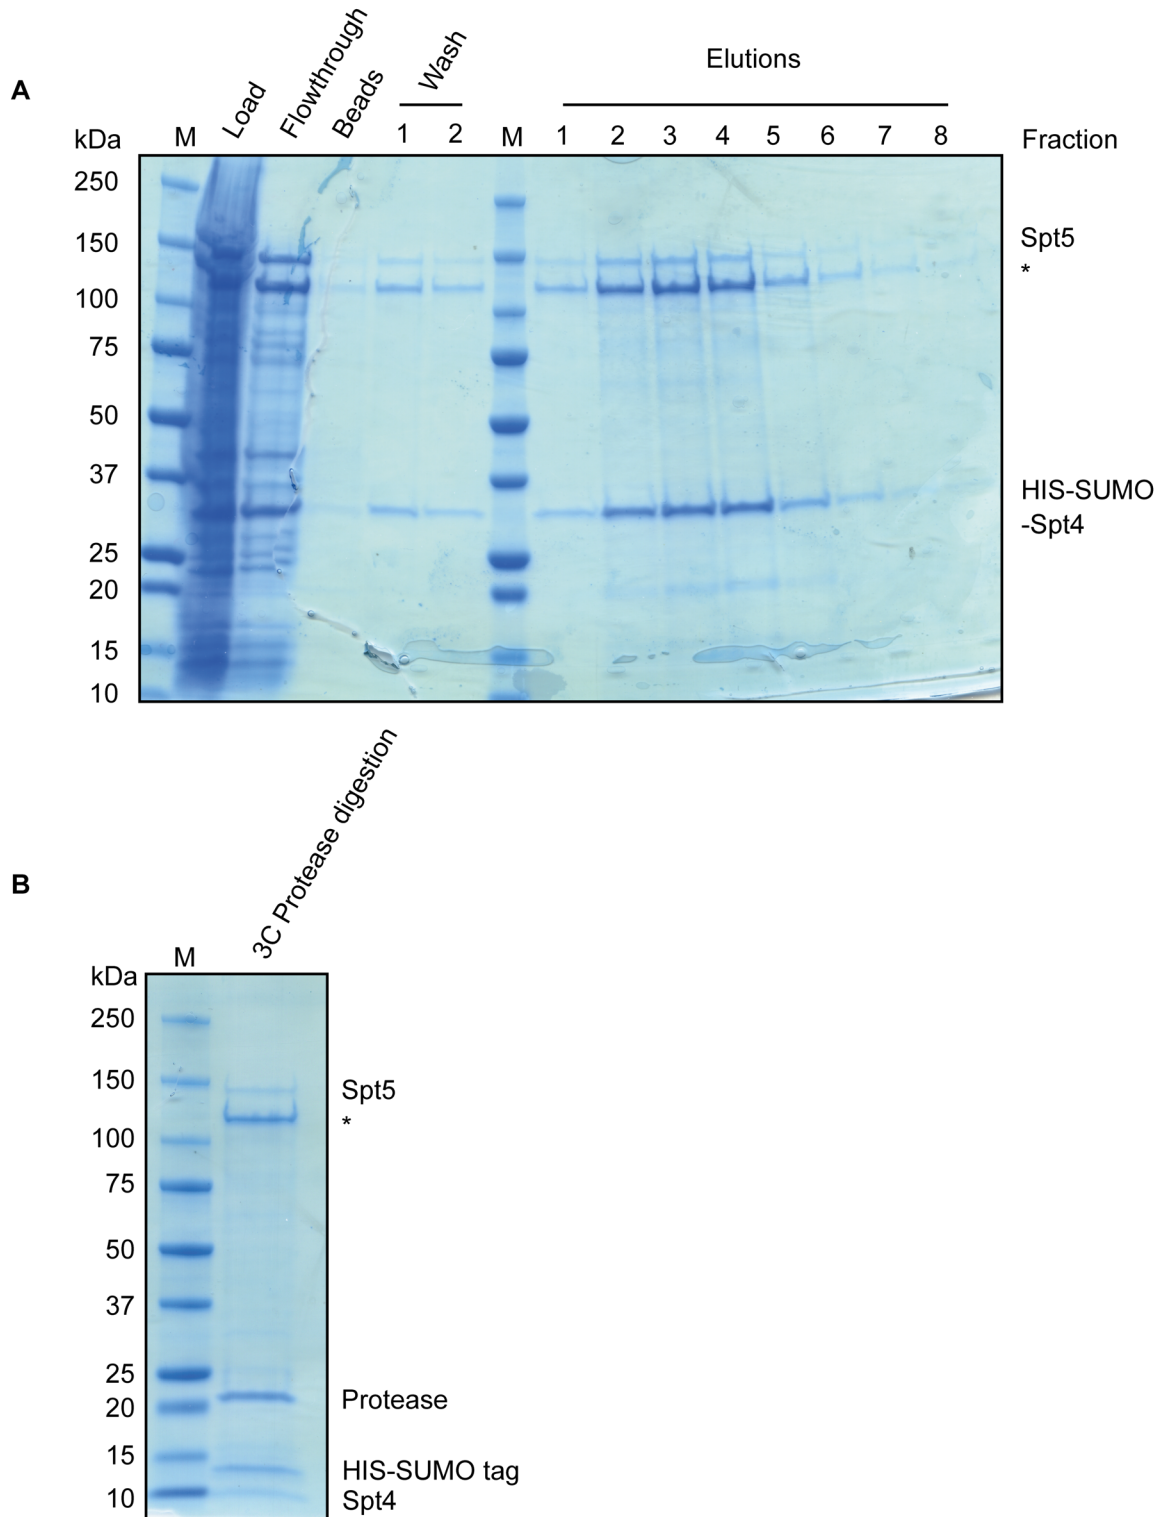 A
Load
Flowthrough
Beads
Wash
Elutions
kDa M 1 2 M 1 2 3 4 5 6 7 8 Fraction
250
150
100
75
50
37
25
20
15
10
Spt5
*
HIS-SUMO
-Spt4
B
3C Protease digestion
M
kDa
250
150
100
75
50
37
25
20
15
10
Spt5
*
Protease
HIS-SUMO tag
Spt4